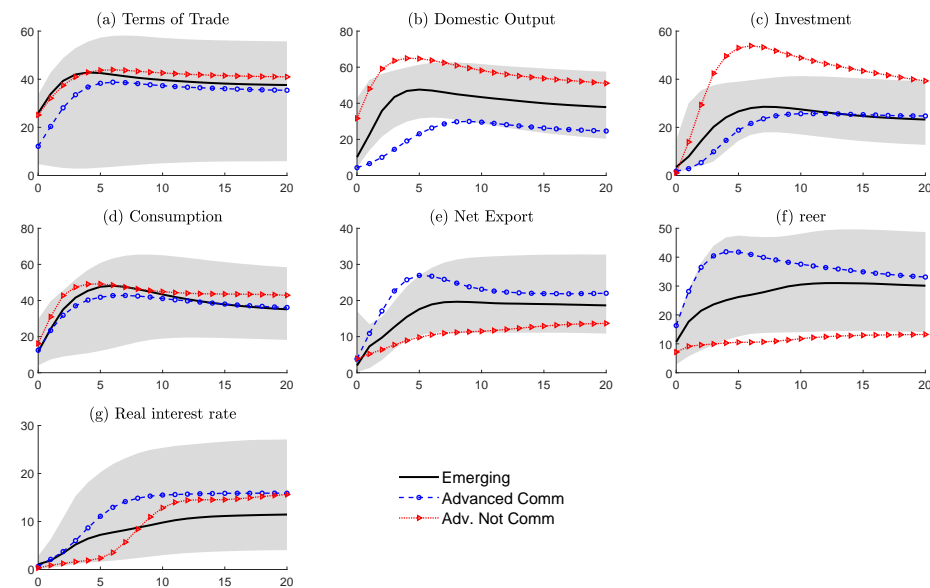 (a) Terms of Trade
(b) Domestic Output
(c) Investment
60
40
20
0
0 5 10 15 20
80
60
40
20
0
0 5 10 15 20
60
40
20
0
0 5 10 15 20
(d) Consumption
(e) Net Export
(f) reer
80
60
40
20
0
0 5 10 15 20
40
30
20
10
0
0 5 10 15 20
50
40
30
20
10
0
0 5 10 15 20
(g) Real interest rate
30
20
10
0
0 5 10 15 20
Emerging
Advanced Comm
Adv. Not Comm